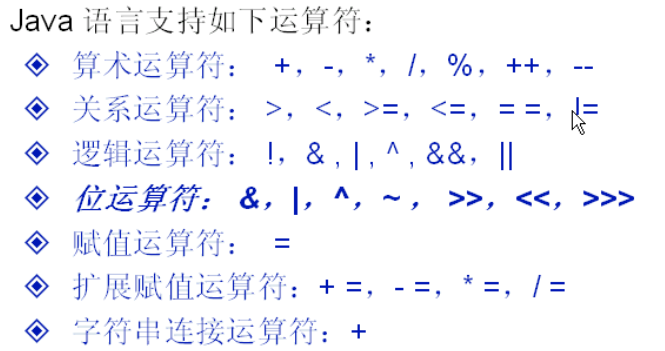 Java 语言支持如下运算符：
算术运算符： +，-，*，/，%，++，--
关系运算符： >，<，>=，<=，= =，!=
逻辑运算符： !，& , | , ^ , &&，||
位运算符： &，|，^，~ ， >>，<<，>>>
赋值运算符： =
扩展赋值运算符：+ =，- =，* =，/ =
字符串连接运算符：+